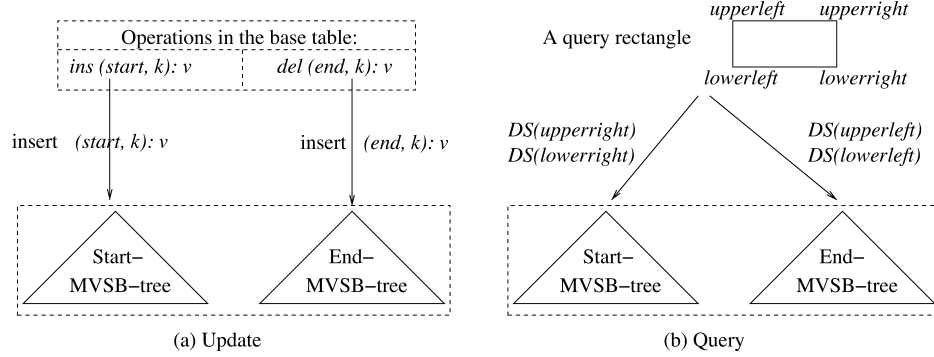 Operations in the base table:
ins (start, k): v
del (end, k): v
insert (start, k): v
insert (end, k): v
Start–
MVSB–tree
End–
MVSB–tree
(a) Update
upperleft
upperright
A query rectangle
lowerleft
lowerright
DS(upperright)
DS(lowerright)
DS(upperleft)
DS(lowerleft)
Start–
MVSB–tree
End–
MVSB–tree
(b) Query